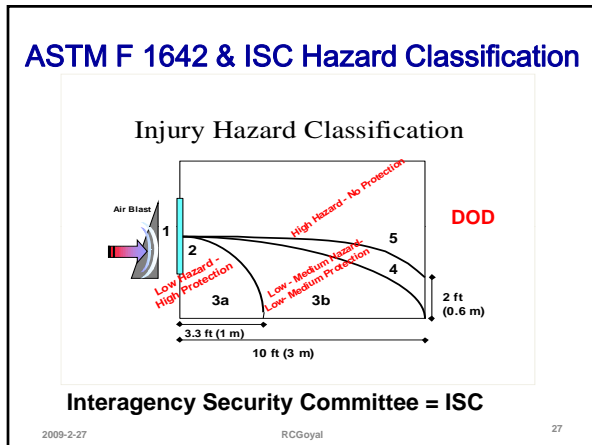 ASTM F 1642 & ISC Hazard Classification
Injury Hazard Classification
Air Blast
1
2
3a
3b
4
5
Low Hazard -
High Protection
Low - Medium Hazard-
Low- Medium Protection
High Hazard - No Protection
DOD
2 ft
(0.6 m)
3.3 ft (1 m)
10 ft (3 m)
Interagency Security Committee = ISC
2009-2-27
RCGoyal
27